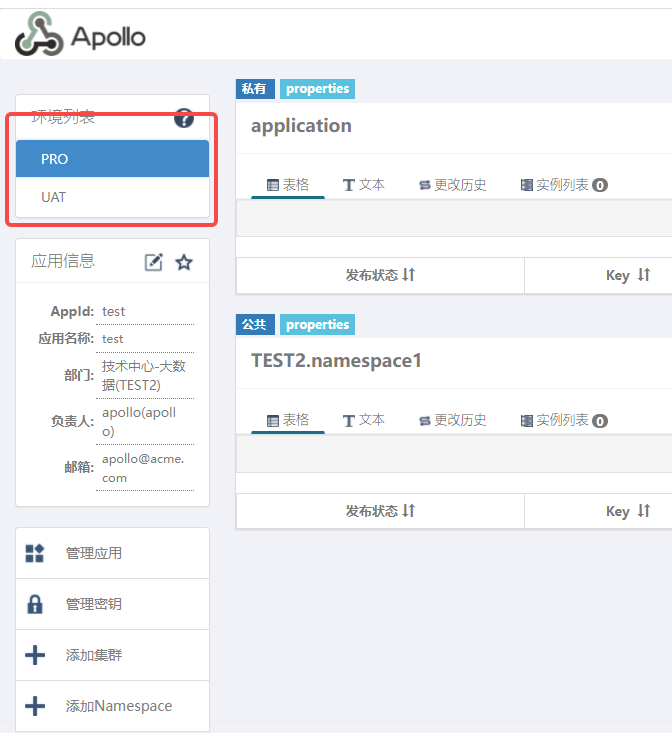 Apollo
环境列表
PRO
UAT
应用信息
AppId: test
应用名称: test
部门: 技术中心-大数
据(TEST2)
负责人: apollo(apoll
o)
邮箱: apollo@acme.
com
管理应用
管理密钥
添加集群
添加Namespace
私有 properties
application
表格 文本 更改历史 实例列表 0
发布状态 Key
公共 properties
TEST2.namespace1
表格 文本 更改历史 实例列表 0
发布状态 Key